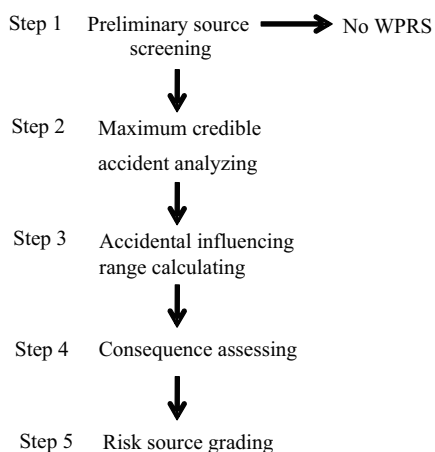 Step 1 Preliminary source screening No WPRS
Step 2 Maximum credible
accident analyzing
Step 3 Accidental influencing
range calculating
Step 4 Consequence assessing
Step 5 Risk source grading